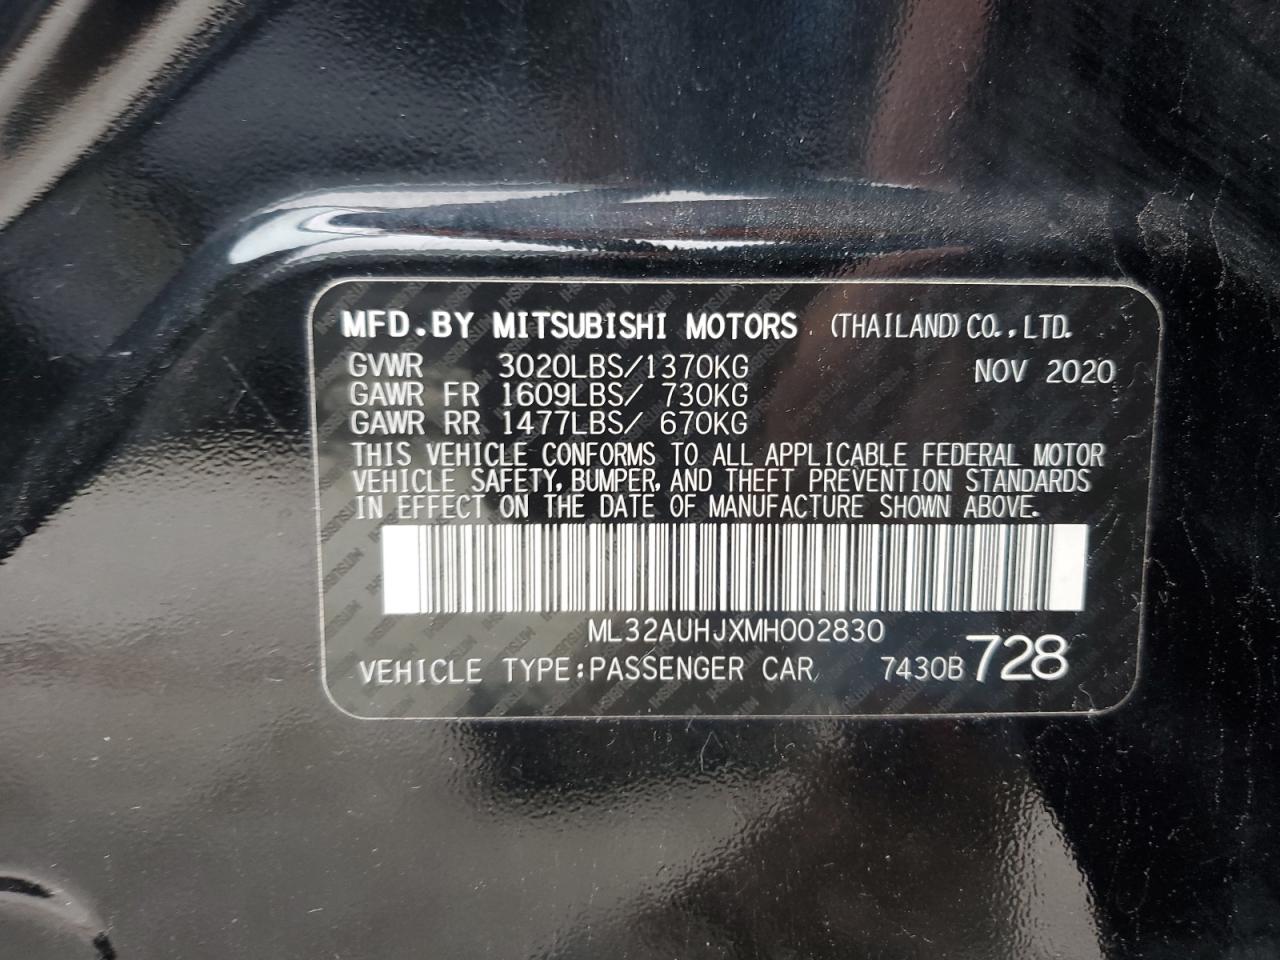 MFD.BY MITSUBISHI MOTORS (THAILAND) CO., LTD.
GVWR 3020LBS/1370KG NOV 2020
GAWR FR 1609LBS/ 730KG
GAWR RR 1477LBS/ 670KG
THIS VEHICLE CONFORMS TO ALL APPLICABLE FEDERAL MOTOR
VEHICLE SAFETY, BUMPER, AND THEFT PREVENTION STANDARDS
IN EFFECT ON THE DATE OF MANUFACTURE SHOWN ABOVE.
ML32AUHJXMH002830
VEHICLE TYPE:PASSENGER CAR 7430B 728